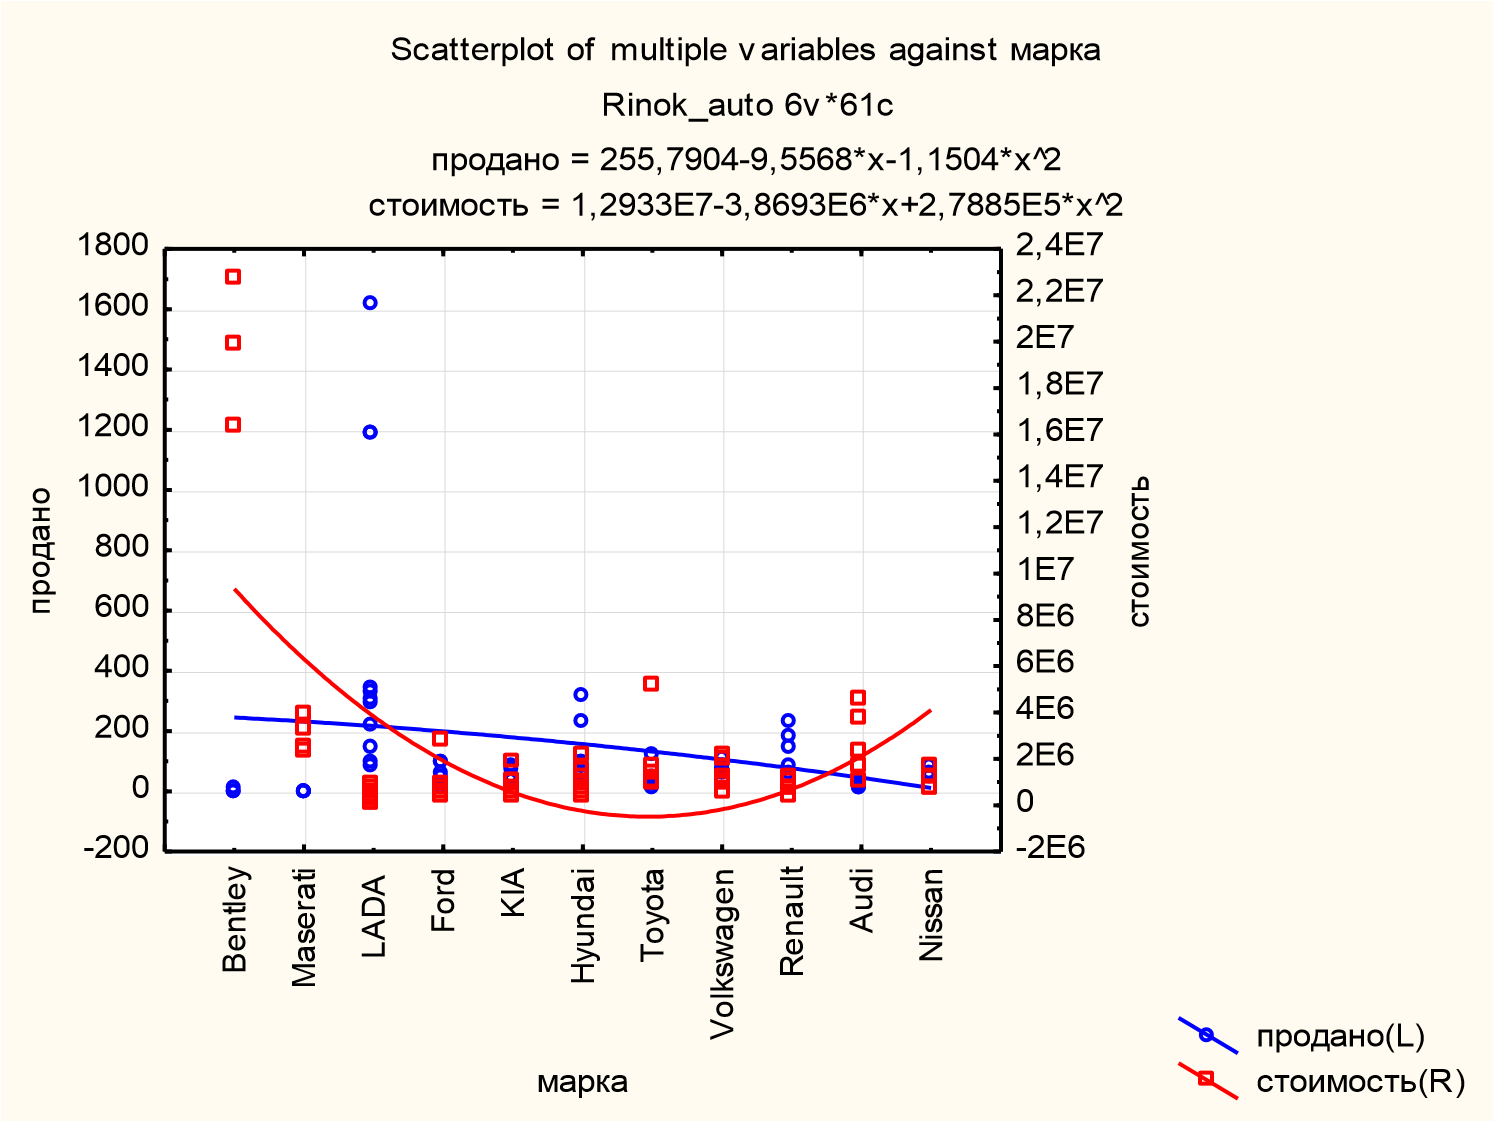 Scatterplot of multiple variables against марка
Rinok_auto 6v*61c
продано = 255,7904-9,5568*x-1,1504*x^2
стоимость = 1,2933E7-3,8693E6*x+2,7885E5*x^2
1800
1600
1400
1200
1000
800
600
400
200
0
-200
продано
2,4E7
2,2E7
2E7
1,8E7
1,6E7
1,4E7
1,2E7
1E7
8E6
6E6
4E6
2E6
0
-2E6
стоимость
Bentley
Maserati
LADA
Ford
KIA
Hyundai
Toyota
Volkswagen
Renault
Audi
Nissan
марка
продано(L)
стоимость(R)